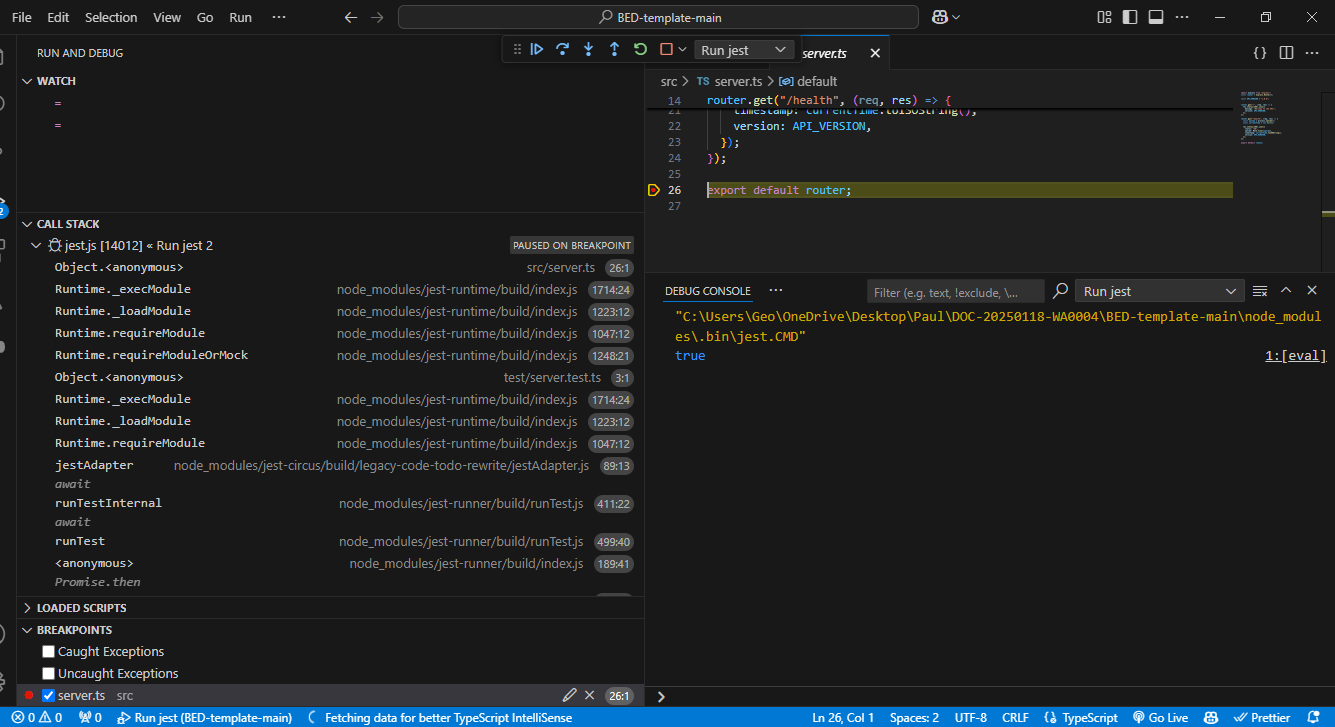 File Edit Selection View Go Run ··· BED-template-main
RUN AND DEBUG
WATCH
=
=
CALL STACK
jest.js [14012] « Run jest 2 PAUSED ON BREAKPOINT
Object.<anonymous> src/server.ts 26:1
Runtime._execModule node_modules/jest-runtime/build/index.js 1714:24
Runtime._loadModule node_modules/jest-runtime/build/index.js 1223:12
Runtime.requireModule node_modules/jest-runtime/build/index.js 1047:12
Runtime.requireModuleOrMock node_modules/jest-runtime/build/index.js 1248:21
Object.<anonymous> test/server.test.ts 3:1
Runtime._execModule node_modules/jest-runtime/build/index.js 1714:24
Runtime._loadModule node_modules/jest-runtime/build/index.js 1223:12
Runtime.requireModule node_modules/jest-runtime/build/index.js 1047:12
jestAdapter node_modules/jest-circus/build/legacy-code-todo-rewrite/jestAdapter.js 89:13
await
runTestInternal node_modules/jest-runner/build/runTest.js 411:22
await
runTest node_modules/jest-runner/build/runTest.js 499:40
<anonymous> node_modules/jest-runner/build/index.js 189:41
Promise.then
LOADED SCRIPTS
BREAKPOINTS
Caught Exceptions
Uncaught Exceptions
server.ts src 26:1
Run jest
server.ts
src > TS server.ts > default
14 router.get("/health", (req, res) => {
21 timestamp: currentTime.toISOString(),
22 version: API_VERSION,
23 });
24 });
25
26 export default router;
27
DEBUG CONSOLE ··· Filter (e.g. text, !exclude, \... Run jest
"C:\Users\Geo\OneDrive\Desktop\Paul\DOC-20250118-WA0004\BED-template-main\node_modul
es\.bin\jest.CMD"
true 1:[eval]
2
0 0 0 Run jest (BED-template-main) Fetching data for better TypeScript IntelliSense Ln 26, Col 1 Spaces: 2 UTF-8 CRLF {} TypeScript Go Live Prettier